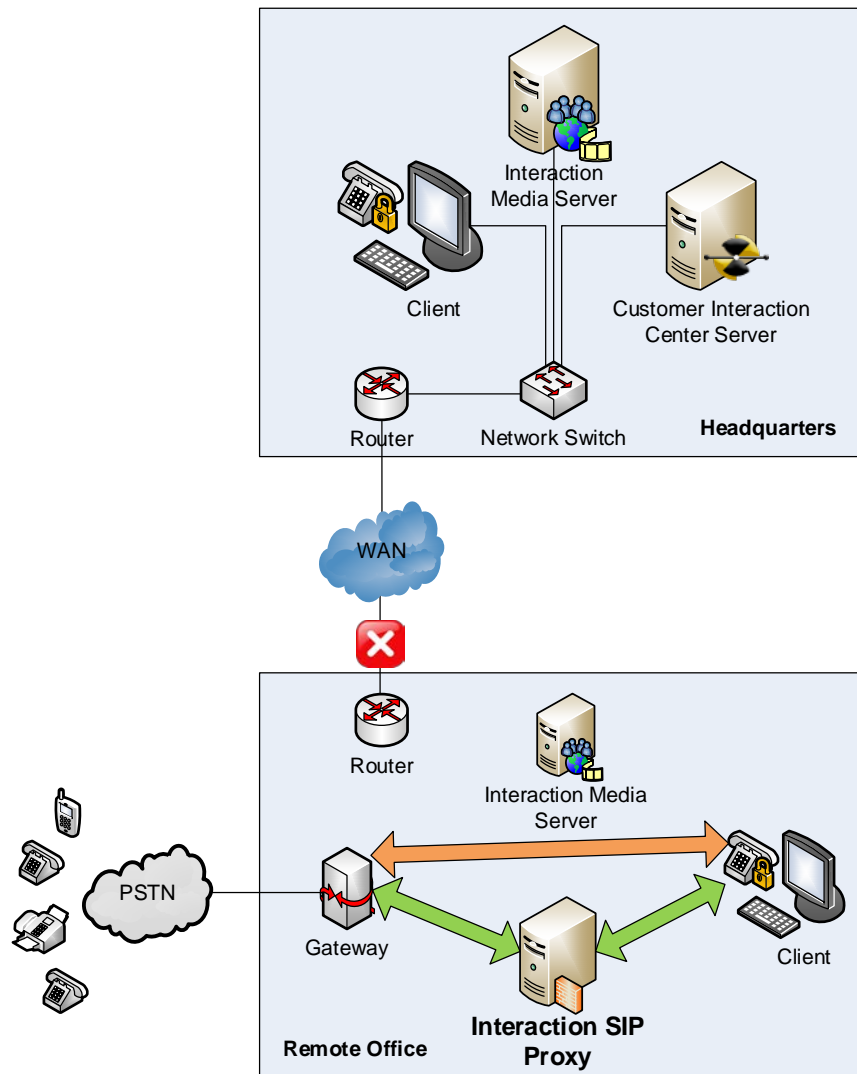 Interaction
Media Server
Client
Customer Interaction
Center Server
Router
Network Switch
Headquarters
WAN
Router
Interaction Media
Server
PSTN
Gateway
Client
Interaction SIP
Proxy
Remote Office